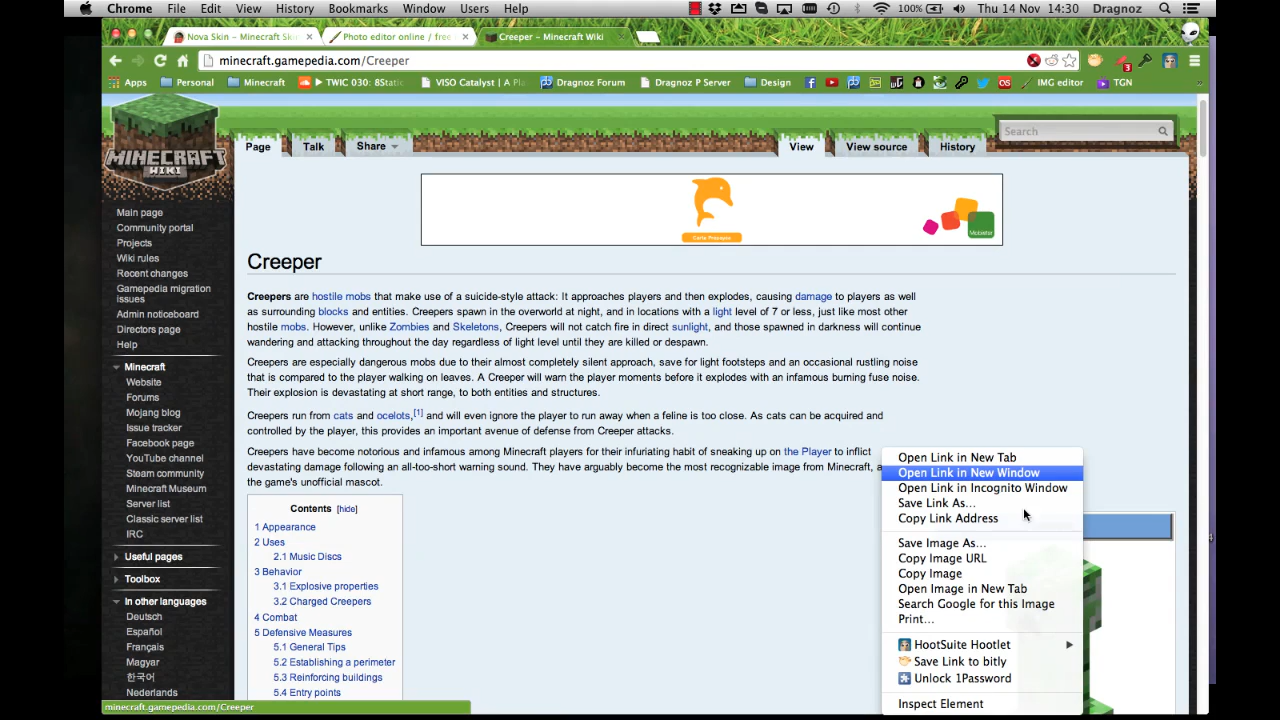 Chrome File Edit View History Bookmarks Window Users Help 100% Thu 14 Nov 14:30 Dragnoz
Nova Skin – Minecraft Ski × Photo editor online / free × Creeper – Minecraft Wiki ×
minecraft.gamepedia.com/Creeper
Apps Personal Minecraft ▶ TWIC 030: 8Stati VISO Catalyst | A Pl Dragnoz Forum Dragnoz P Server Design IMG editor TGN »
MINECRAFT
WIKI
Page Talk Share View View source History Search
Main page
Community portal
Projects
Wiki rules
Recent changes
Gamepedia migration
issues
Admin noticeboard
Directors page
Help
Minecraft
Website
Forums
Mojang blog
Issue tracker
Facebook page
YouTube channel
Steam community
Minecraft Museum
Server list
Classic server list
IRC
Useful pages
Toolbox
In other languages
Deutsch
Español
Français
Magyar
한국어
Nederlands
Creeper
Creepers are hostile mobs that make use of a suicide-style attack: It approaches players and then explodes, causing damage to players as well
as surrounding blocks and entities. Creepers spawn in the overworld at night, and in locations with a light level of 7 or less, just like most other
hostile mobs. However, unlike Zombies and Skeletons, Creepers will not catch fire in direct sunlight, and those spawned in darkness will continue
wandering and attacking throughout the day regardless of light level until they are killed or despawn.
Creepers are especially dangerous mobs due to their almost completely silent approach, save for light footsteps and an occasional rustling noise
that is compared to the player walking on leaves. A Creeper will warn the player moments before it explodes with an infamous burning fuse noise.
Their explosion is devastating at short range, to both entities and structures.
Creepers run from cats and ocelots,[1] and will even ignore the player to run away when a feline is too close. As cats can be acquired and
controlled by the player, this provides an important avenue of defense from Creeper attacks.
Creepers have become notorious and infamous among Minecraft players for their infuriating habit of sneaking up on the Player to inflict
devastating damage following an all-too-short warning sound. They have arguably become the most recognizable image from Minecraft, a
the game's unofficial mascot.
Contents [hide]
1 Appearance
2 Uses
2.1 Music Discs
3 Behavior
3.1 Explosive properties
3.2 Charged Creepers
4 Combat
5 Defensive Measures
5.1 General Tips
5.2 Establishing a perimeter
5.3 Reinforcing buildings
5.4 Entry points
Open Link in New Tab
Open Link in New Window
Open Link in Incognito Window
Save Link As...
Copy Link Address
Save Image As...
Copy Image URL
Copy Image
Open Image in New Tab
Search Google for this Image
Print...
HootSuite Hootlet
Save Link to bitly
Unlock 1Password
Inspect Element
minecraft.gamepedia.com/Creeper